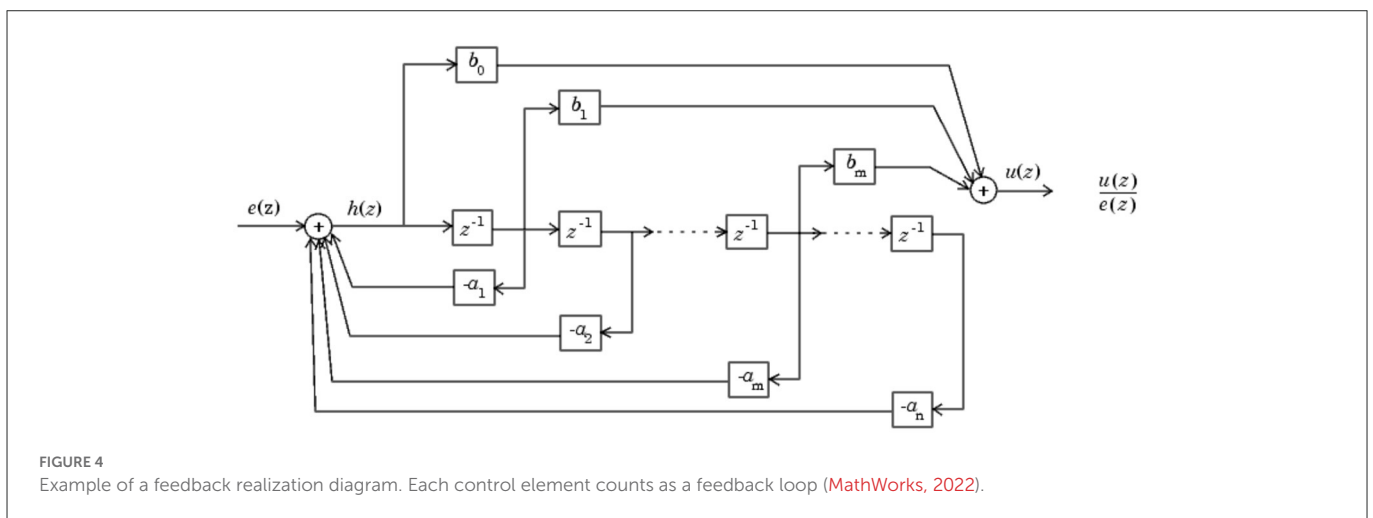 b₀
b₁
bₘ
u(z)
u(z)
e(z)
e(z)
h(z)
+
+
z⁻¹
z⁻¹
z⁻¹
z⁻¹
-a₁
-a₂
-aₘ
-aₙ
FIGURE 4
Example of a feedback realization diagram. Each control element counts as a feedback loop (MathWorks, 2022).